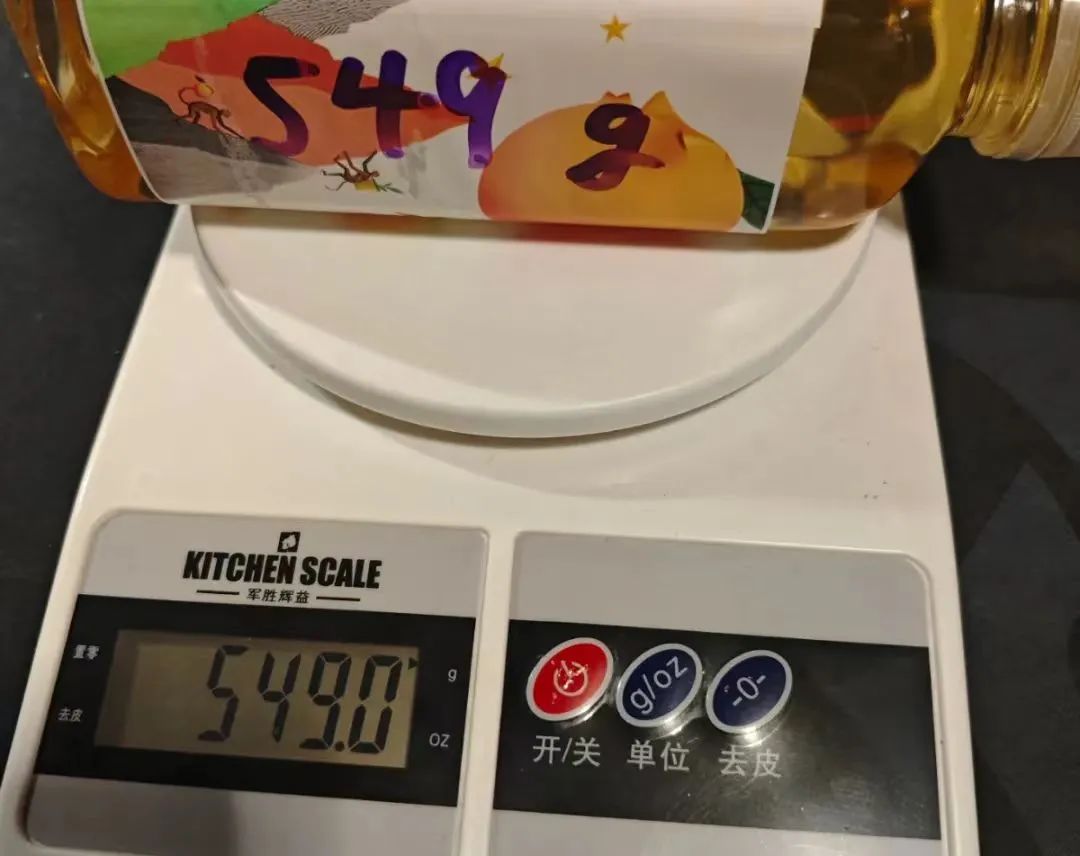 549 g
KITCHEN SCALE
军胜辉益
置零
549.0
g
去皮
OZ
g/oz
-0-
开/关
单位
去皮